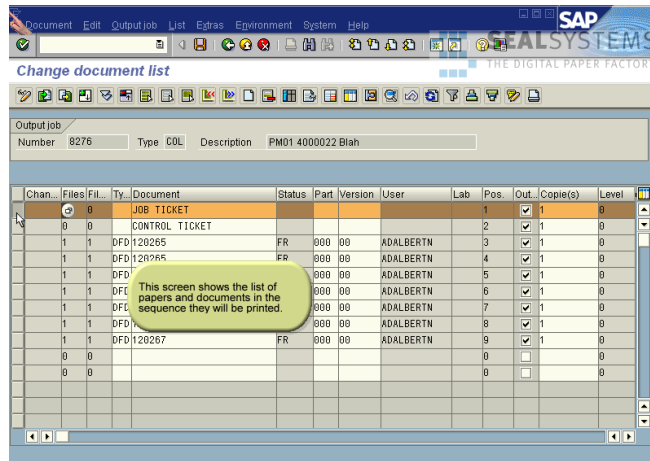 Document Edit Outputjob List Extras Environment System Help
SAP
SEALSYSTEMS
THE DIGITAL PAPER FACTOR
Change document list
Output job
Number 8276 Type COL Description PM01 4000022 Blah
Chan... Files Fil... Ty... Document Status Part Version User Lab Pos. Out... Copie(s) Level
0 JOB TICKET 1 1 0
0 0 CONTROL TICKET 2 1 0
1 1 DFD 120265 FR 000 00 ADALBERTN 3 1 0
1 1 DFD 120265 FR 000 00 ADALBERTN 4 1 0
1 1 DFD 000 00 ADALBERTN 5 1 0
1 1 000 00 ADALBERTN 6 1 0
1 1 000 00 ADALBERTN 7 1 0
1 1 DFD 000 00 ADALBERTN 8 1 0
1 1 DFD 120267 FR 000 00 ADALBERTN 9 1 0
0 0 0 0
0 0 0 0
This screen shows the list of
papers and documents in the
sequence they will be printed.